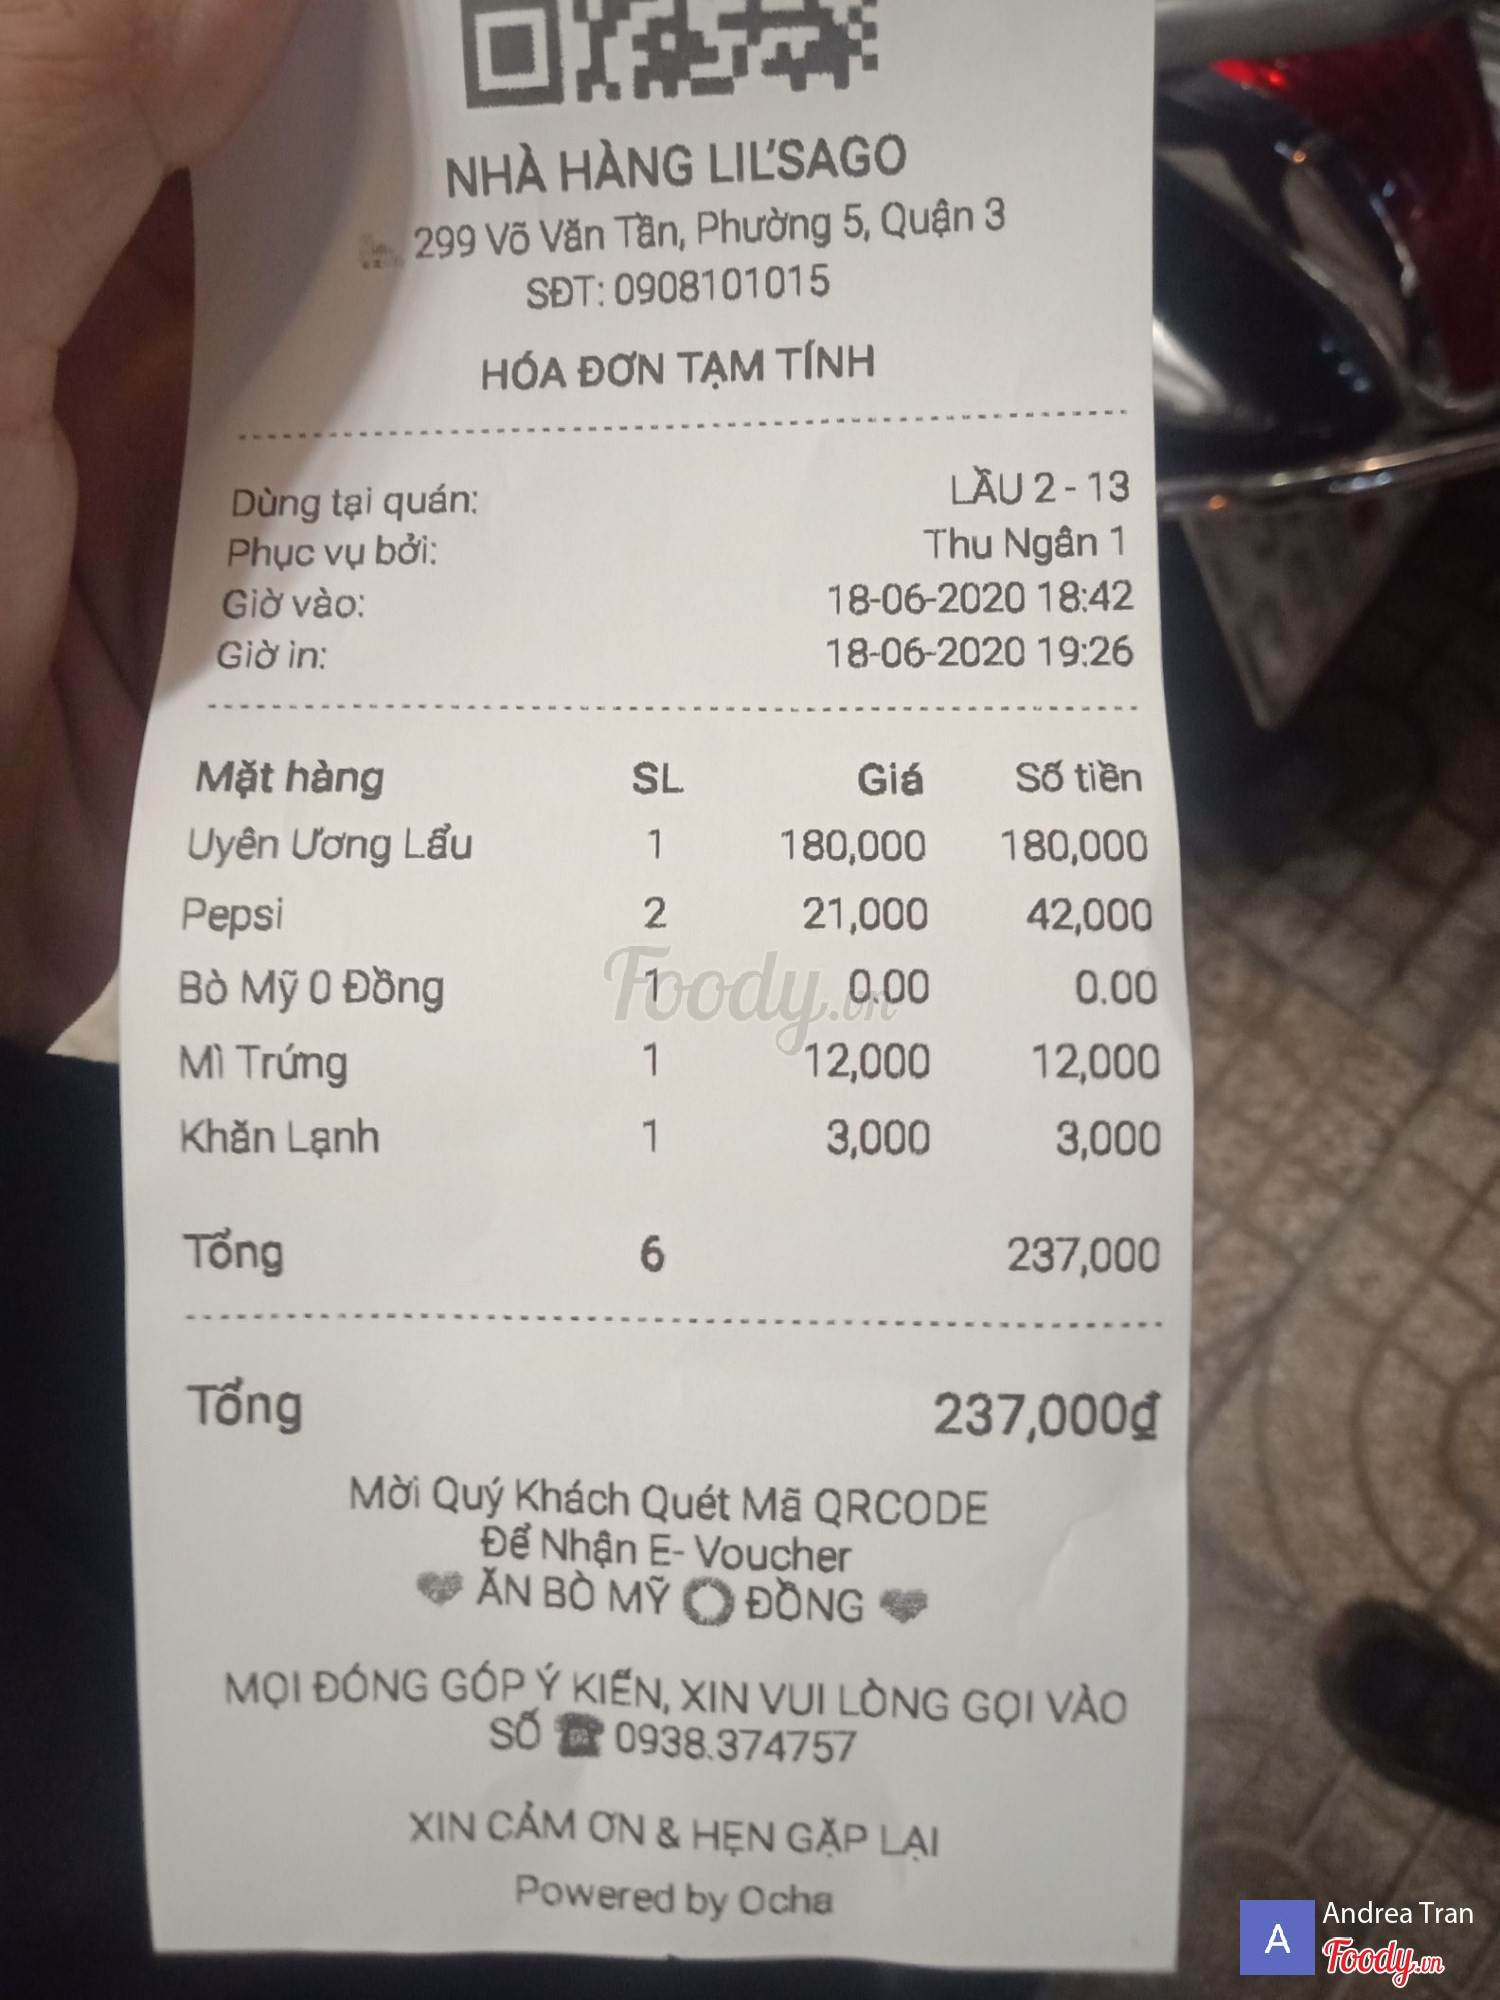 NHÀ HÀNG LIL'SAGO
299 Võ Văn Tần, Phường 5, Quận 3
SĐT: 0908101015
HÓA ĐƠN TẠM TÍNH
Dùng tại quán: LẦU 2 - 13
Phục vụ bởi: Thu Ngân 1
Giờ vào: 18-06-2020 18:42
Giờ in: 18-06-2020 19:26
Mặt hàng SL Giá Số tiền
Uyên Ương Lẩu 1 180,000 180,000
Pepsi 2 21,000 42,000
Bò Mỹ 0 Đồng 1 0.00 0.00
Mì Trứng 1 12,000 12,000
Khăn Lạnh 1 3,000 3,000
Tổng 6 237,000
Tổng 237,000₫
Mời Quý Khách Quét Mã QRCODE
Để Nhận E- Voucher
ĂN BÒ MỸ ⭕ ĐỒNG
MỌI ĐÓNG GÓP Ý KIẾN, XIN VUI LÒNG GỌI VÀO
SỐ ☎ 0938.374757
XIN CẢM ƠN & HẸN GẶP LẠI
Powered by Ocha
Foody.vn
A Andrea Tran
Foody.vn